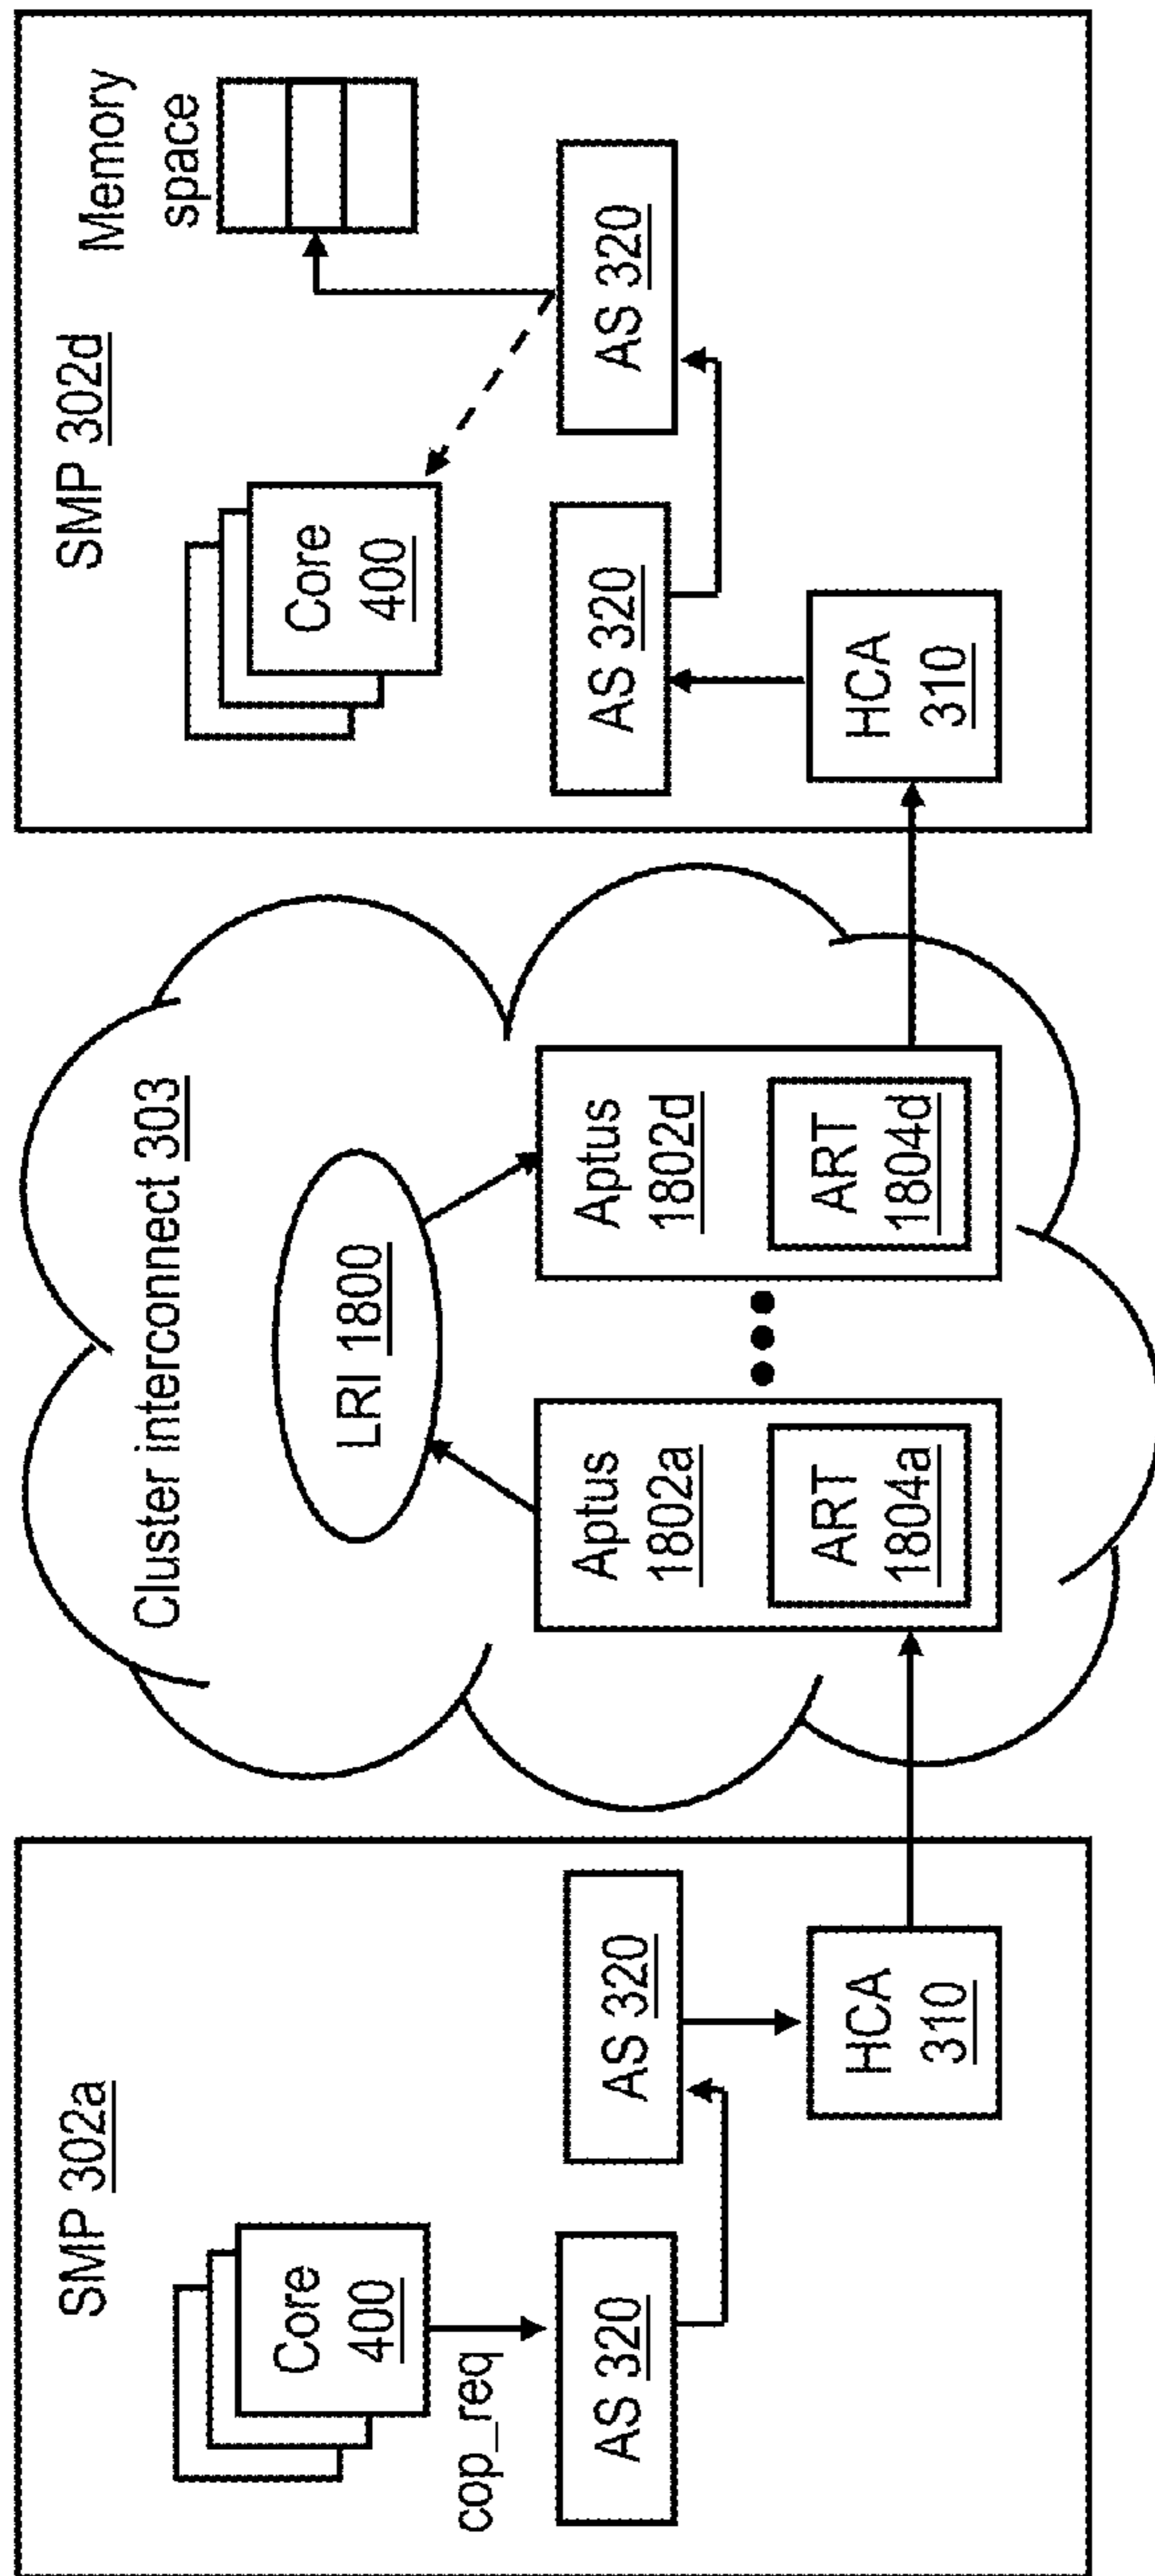 SMP 302a
Core
400
cop_req
AS 320
AS 320
HCA
310
Cluster interconnect 303
LRI 1800
Aptus
1802a
ART
1804a
Aptus
1802d
ART
1804d
SMP 302d
Memory
space
Core
400
AS 320
AS 320
HCA
310